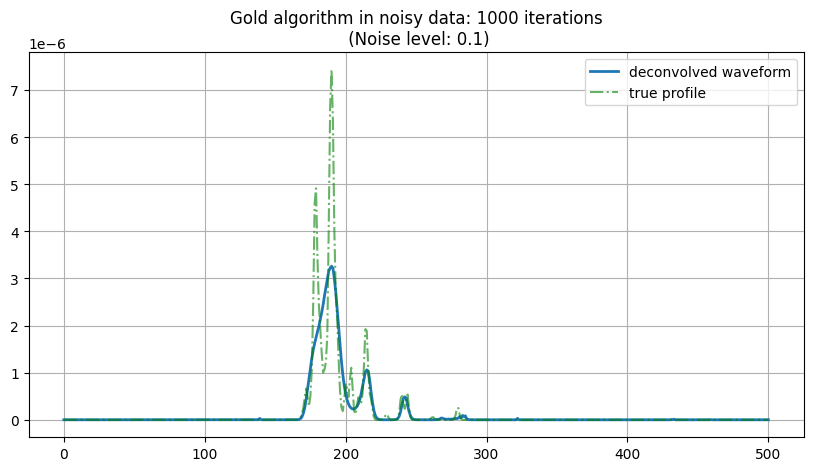 Gold algorithm in noisy data: 1000 iterations
(Noise level: 0.1)
1e−6
deconvolved waveform
true profile
7
6
5
4
3
2
1
0
0 100 200 300 400 500